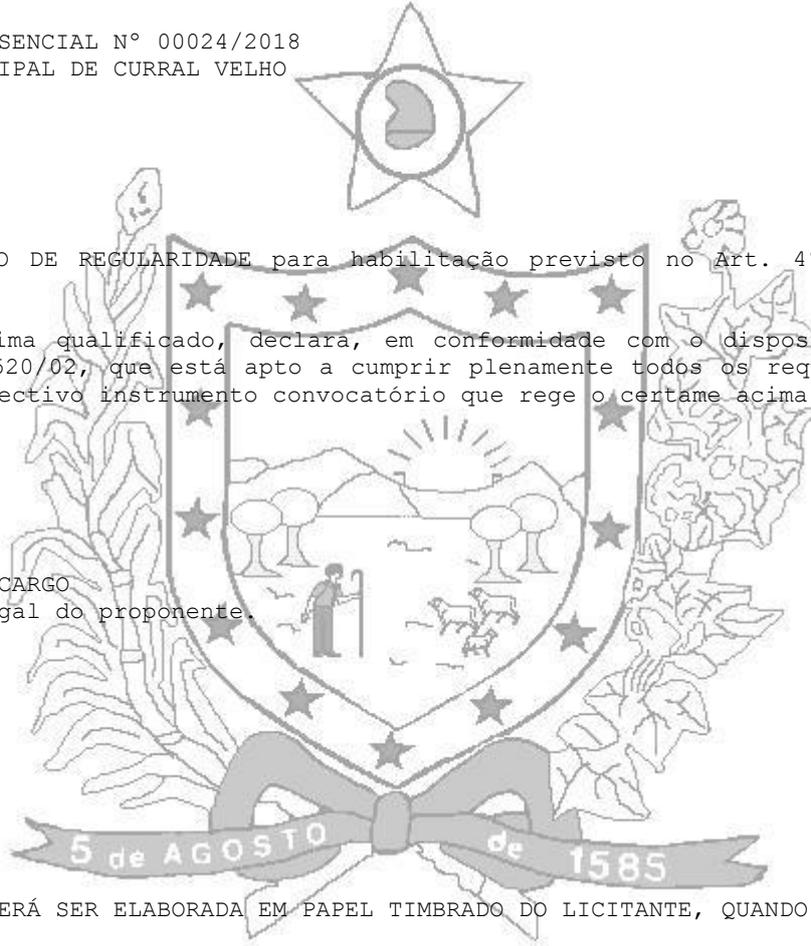 SENCIAL Nº 00024/2018
IPAL DE CURRAL VELHO
O DE REGULARIDADE para habilitação previsto no Art. 4º
ima qualificado, declara, em conformidade com o dispos
520/02, que está apto a cumprir plenamente todos os req
ectivo instrumento convocatório que rege o certame acima
CARGO
gal do proponente.
5 de AGOSTO de 1585
ERÁ SER ELABORADA EM PAPEL TIMBRADO DO LICITANTE, QUANDO